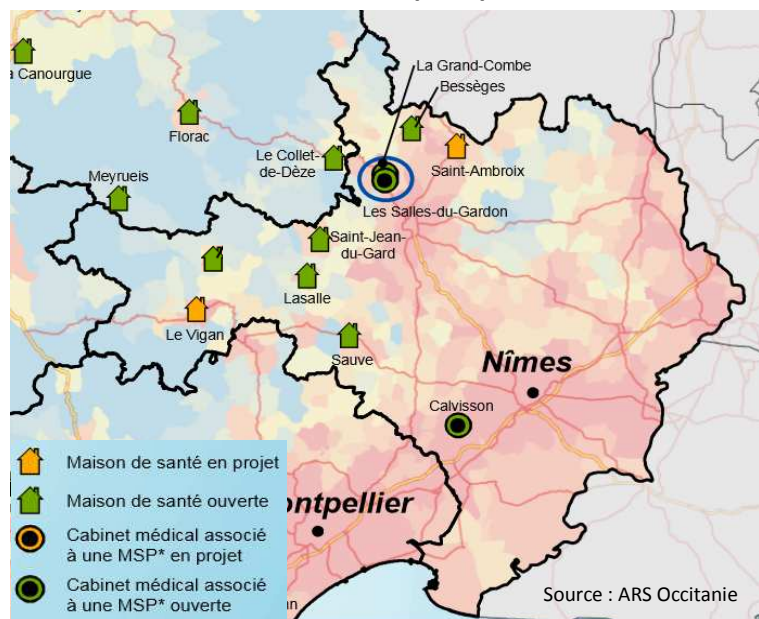 La Grand-Combe
Bessèges
a Canourgue
Florac
Le Collet-
de-Dèze
Saint-Ambroix
Meyrueis
Les Salles-du-Gardon
Saint-Jean-
du-Gard
Lasalle
Le Vigan
Sauve
Nîmes
Calvisson
Maison de santé en projet
Maison de santé ouverte
ontpellier
Cabinet médical associé
à une MSP* en projet
Cabinet médical associé
à une MSP* ouverte
Source : ARS Occitanie